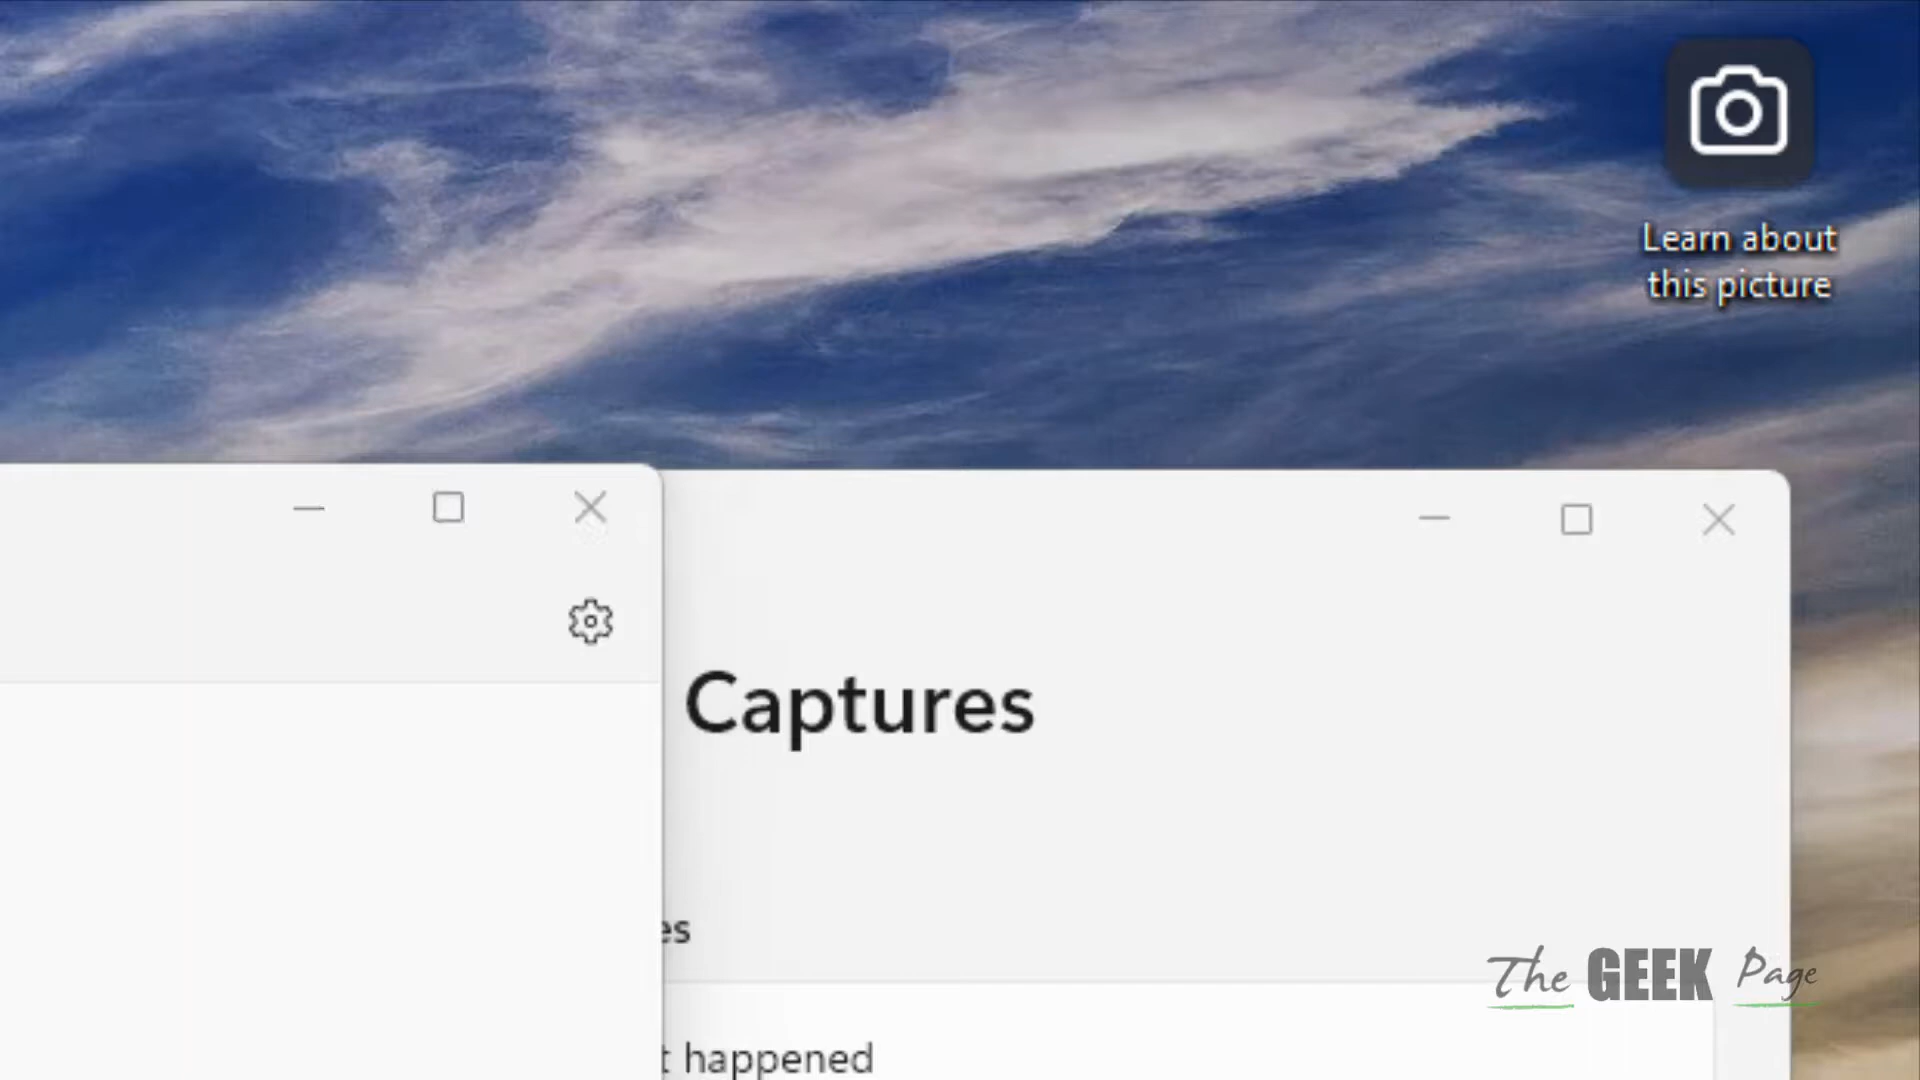 Learn about
this picture
Captures
es
t happened
The GEEK Page